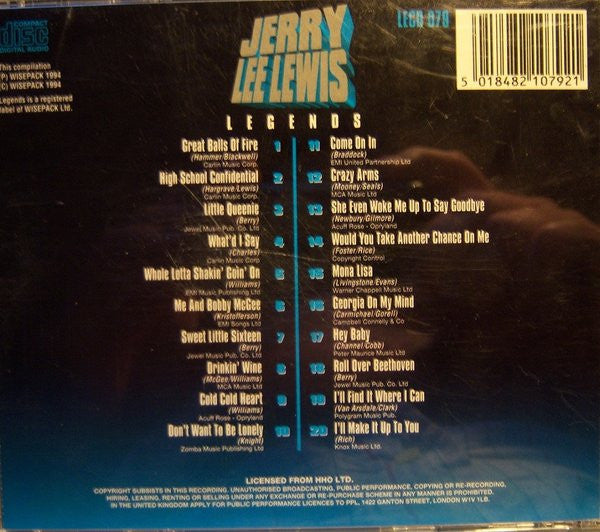 COMPACT
disc
DIGITAL AUDIO
This compilation
(P) WISEPACK 1994
(C) WISEPACK 1994
Legends is a registered
label of WISEPACK Ltd.
JERRY
LEE LEWIS
LEGENDS
LECD 079
5 018482 107921
Great Balls Of Fire 1
(Hammer/Blackwell)
Carlin Music Corp.
High School Confidential 2
(Hargrave/Lewis)
Carlin Music Corp.
Little Queenie 3
(Berry)
Jewel Music Pub. Co. Ltd
What'd I Say 4
(Charles)
Carlin Music Corp
Whole Lotta Shakin' Goin' On 5
(Williams)
EMI Music Publishing Ltd
Me And Bobby McGee 6
(Kristofferson)
EMI Songs Ltd
Sweet Little Sixteen 7
(Berry)
Jewel Music Pub. Co. Ltd
Drinkin' Wine 8
(McGee/Williams)
MCA Music Ltd
Cold Cold Heart 9
(Williams)
Acuff Rose - Opryland
Don't Want To Be Lonely 10
(Knight)
Zomba Music Publishing Ltd
11 Come On In
(Braddock)
EMI United Partnership Ltd
12 Crazy Arms
(Mooney/Seals)
MCA Music Ltd
13 She Even Woke Me Up To Say Goodbye
(Newbury/Gilmore)
Acuff Rose - Opryland
14 Would You Take Another Chance On Me
(Foster/Rice)
Copyright Control
15 Mona Lisa
(Livingstone/Evans)
Warner Chappell Music Ltd
16 Georgia On My Mind
(Carmichael/Gorell)
Campbell Connelly & Co
17 Hey Baby
(Channel/Cobb)
Peter Maurice Music Ltd
18 Roll Over Beethoven
(Berry)
Jewel Music Pub. Co. Ltd
19 I'll Find It Where I Can
(Van Arsdale/Clark)
Polygram Music Pub.
20 I'll Make It Up To You
(Rich)
Knox Music Ltd.
LICENSED FROM HHO LTD.
COPYRIGHT SUBSISTS IN THIS RECORDING. UNAUTHORISED BROADCASTING, PUBLIC PERFORMANCE, COPYING OR RE-RECORDING,
HIRING, LEASING, RENTING OR SELLING UNDER ANY EXCHANGE OR RE-PURCHASE SCHEME IN ANY MANNER IS PROHIBITED.
IN THE UNITED KINGDOM APPLY FOR PUBLIC PERFORMANCE LICENCES TO PPL, 1422 GANTON STREET, LONDON W1V 1LB.